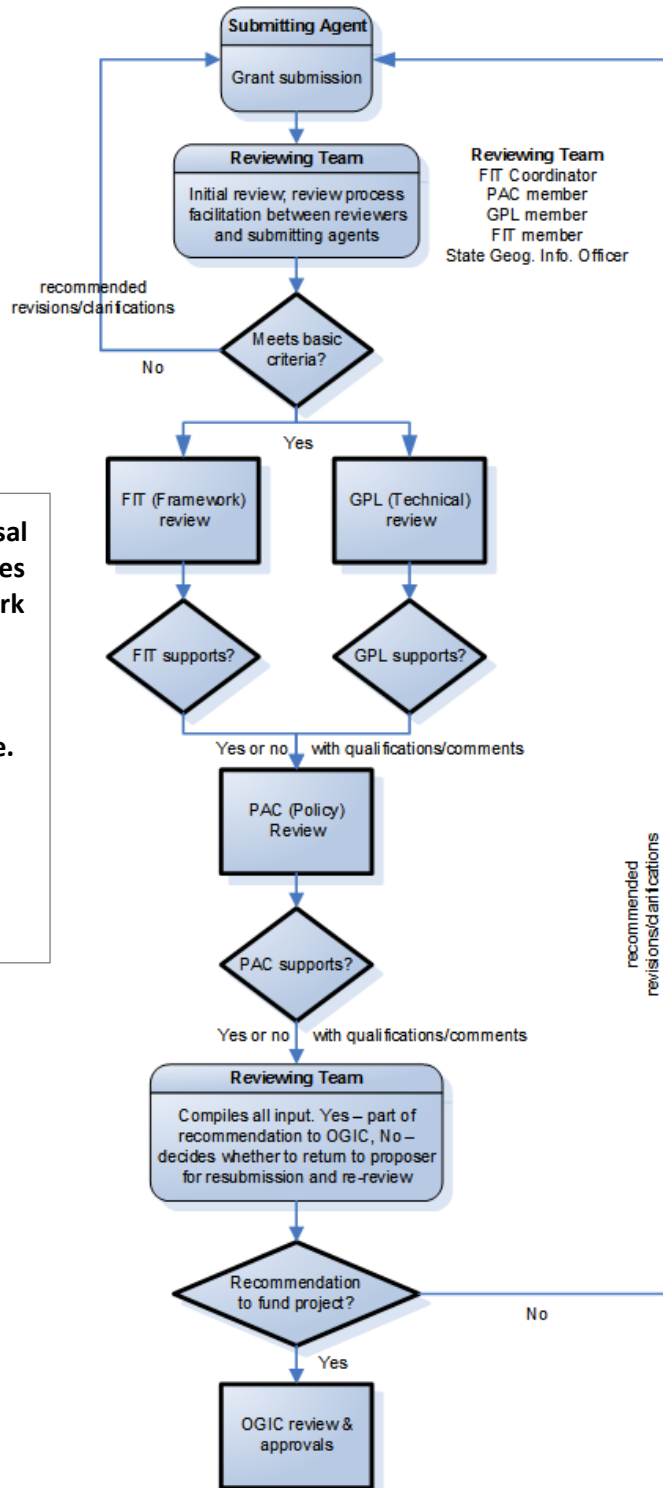 Submitting Agent
Grant submission
Reviewing Team
Initial review; review process
facilitation between reviewers
and submitting agents
Reviewing Team
FIT Coordinator
PAC member
GPL member
FIT member
State Geog. Info. Officer
recommended
revisions/clarifications
Meets basic
criteria?
No
Yes
FIT (Framework)
review
GPL (Technical)
review
sal
es
rk
e.
FIT supports?
GPL supports?
Yes or no
with qualifications/comments
PAC (Policy)
Review
PAC supports?
recommended
revisions/clarifications
Yes or no
with qualifications/comments
Reviewing Team
Compiles all input. Yes – part of
recommendation to OGIC, No –
decides whether to return to proposer
for resubmission and re-review
Recommendation
to fund project?
No
Yes
OGIC review &
approvals